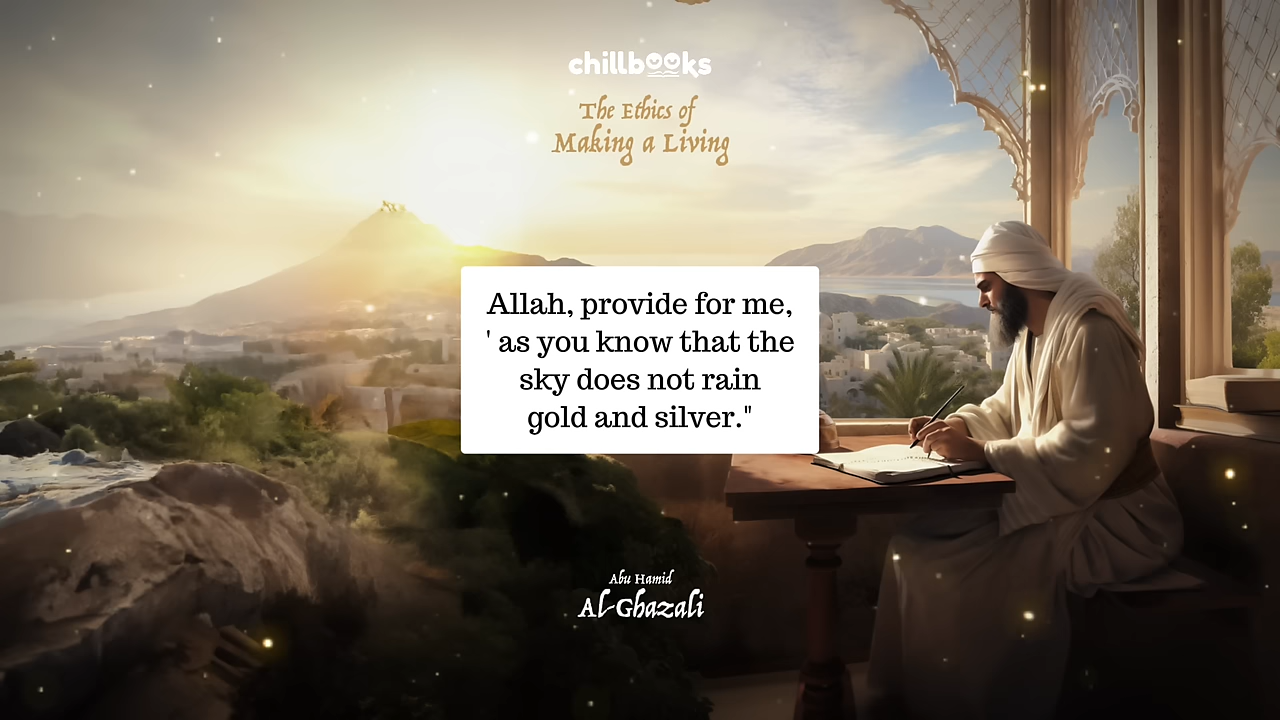 chillbooks
The Ethics of
Making a Living
Allah, provide for me,
' as you know that the
sky does not rain
gold and silver."
Abu Hamid
Al-Ghazali